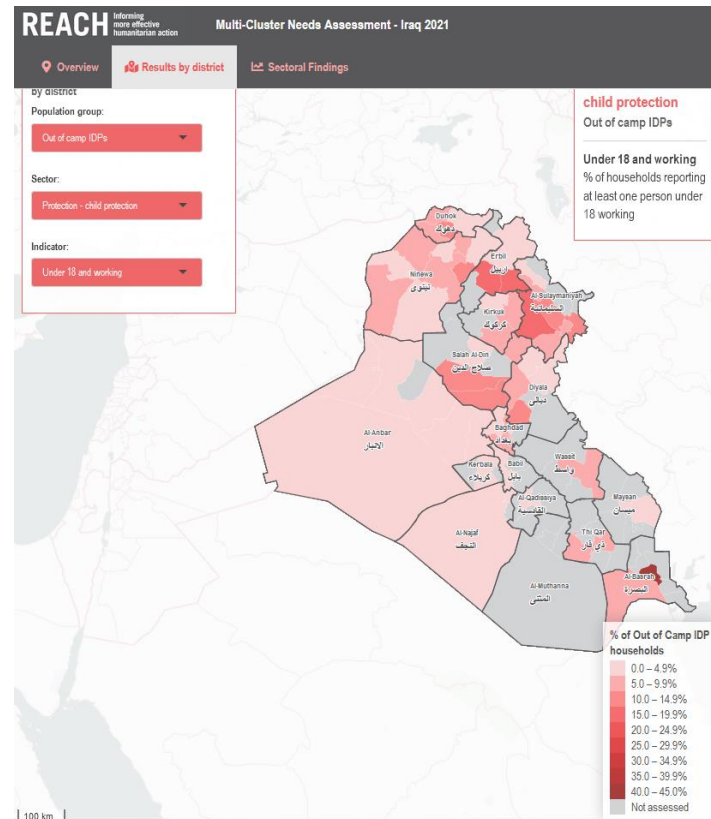 REACH Informing more effective humanitarian action
Multi-Cluster Needs Assessment - Iraq 2021
Overview
Results by district
Sectoral Findings
by district
Population group:
Out of camp IDPs
Sector:
Protection - child protection
Indicator:
Under 18 and working
child protection
Out of camp IDPs
Under 18 and working
% of households reporting
at least one person under
18 working
Duhok
دهوك
Erbil
اربيل
Ninewa
نينوى
Al-Sulaymaniyah
السليمانية
Kirkuk
كركوك
Salah Al-Din
صلاح الدين
Diyala
ديالى
Al-Anbar
الانبار
Baghdad
بغداد
Kerbala
كربلاء
Babil
بابل
Wassit
واسط
Al-Qadissiya
القادسية
Maysan
ميسان
Al-Najaf
النجف
Thi Qar
ذي قار
Al-Muthanna
المثنى
Al-Basrah
البصرة
% of Out of Camp IDP
households
0.0 – 4.9%
5.0 – 9.9%
10.0 – 14.9%
15.0 – 19.9%
20.0 – 24.9%
25.0 – 29.9%
30.0 – 34.9%
35.0 – 39.9%
40.0 – 45.0%
Not assessed
100 km